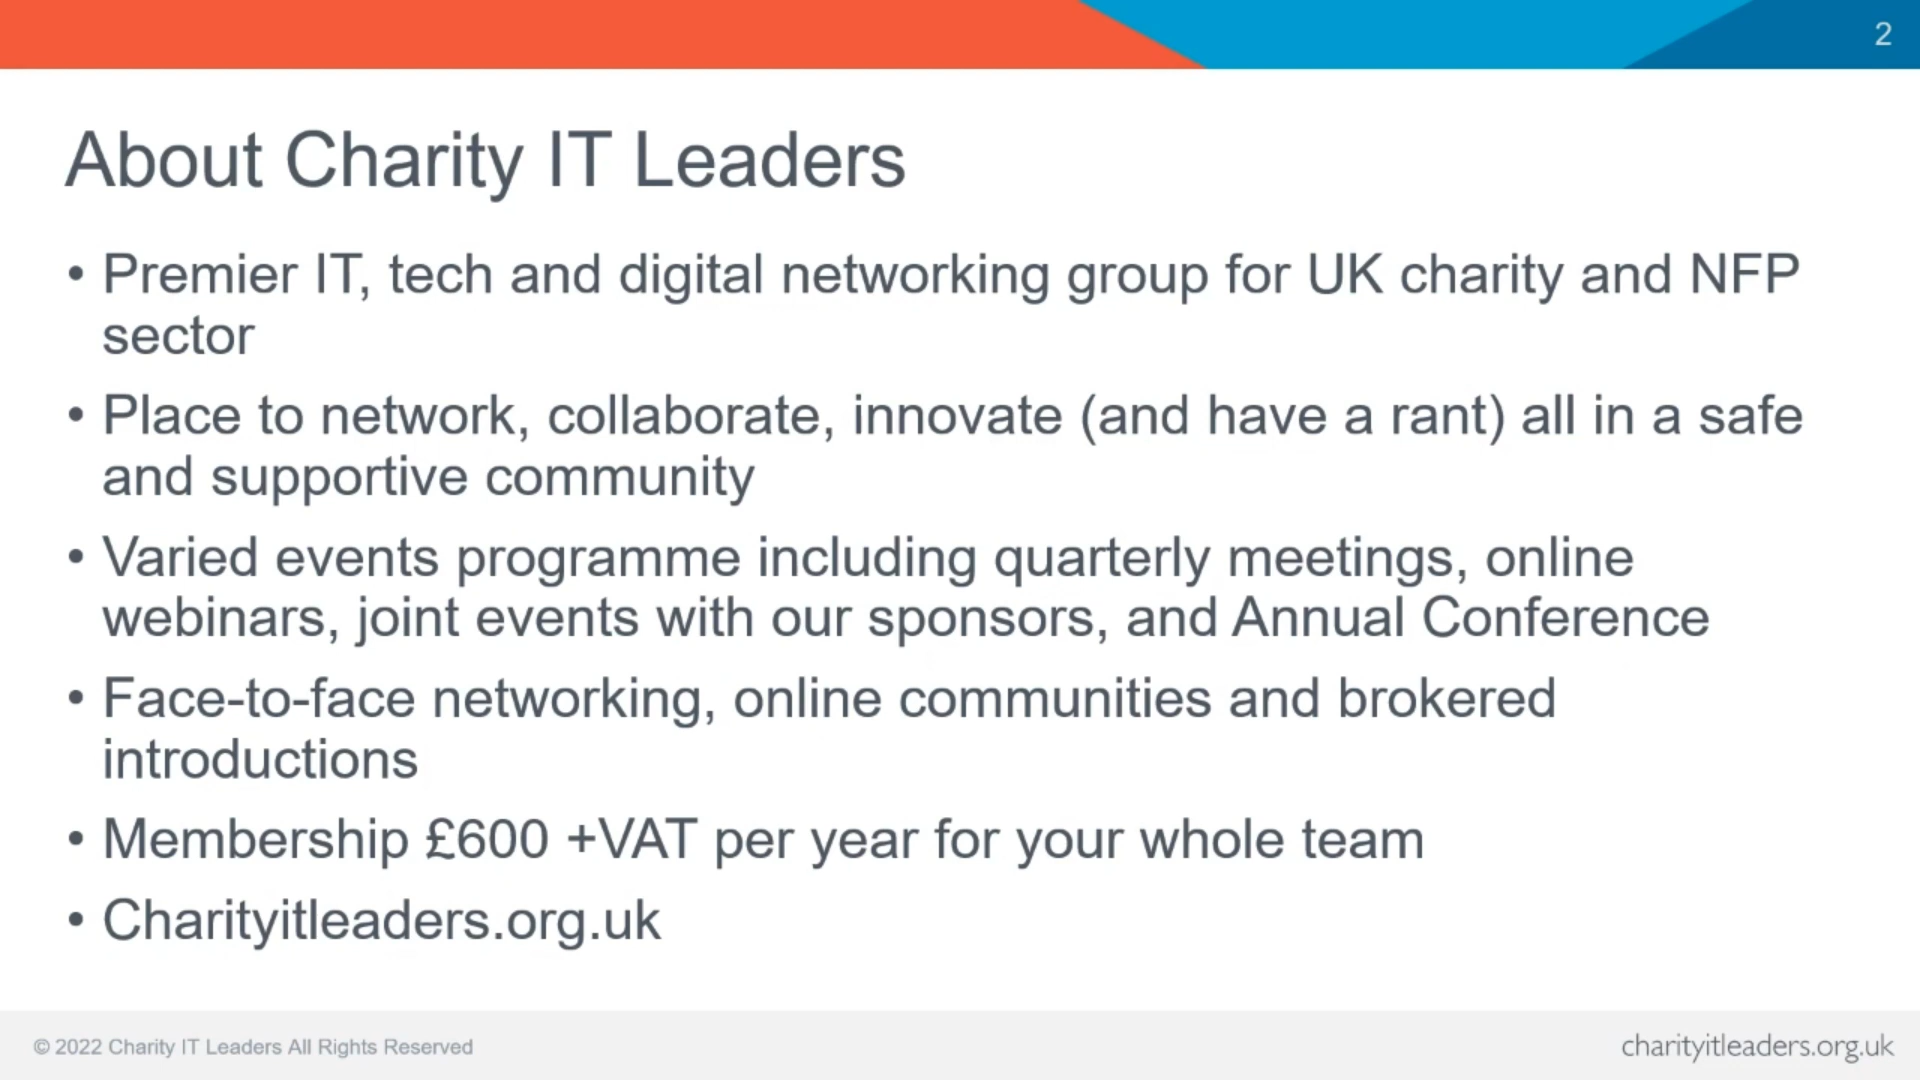 2
About Charity IT Leaders
• Premier IT, tech and digital networking group for UK charity and NFP
sector
• Place to network, collaborate, innovate (and have a rant) all in a safe
and supportive community
• Varied events programme including quarterly meetings, online
webinars, joint events with our sponsors, and Annual Conference
• Face-to-face networking, online communities and brokered
introductions
• Membership £600 +VAT per year for your whole team
• Charityitleaders.org.uk
© 2022 Charity IT Leaders All Rights Reserved
charityitleaders.org.uk